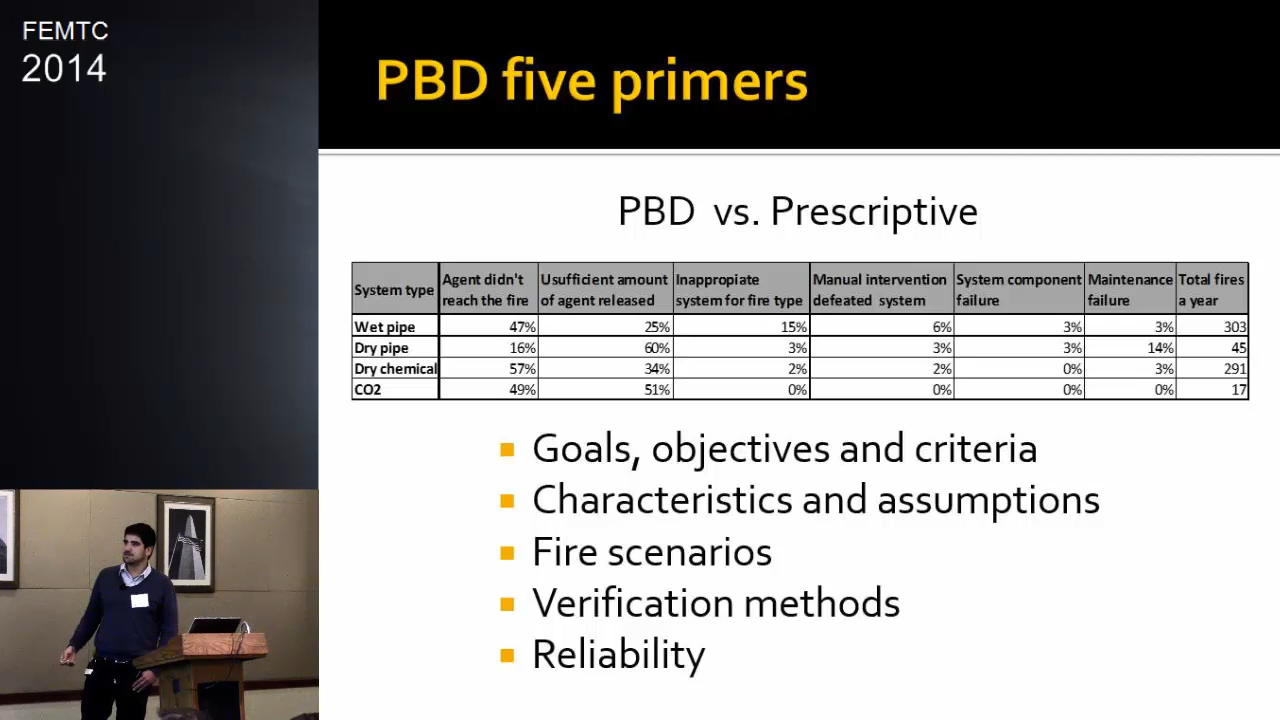 FEMTC
2014
PBD five primers
PBD vs. Prescriptive
System type Agent didn't reach the fire Usufficient amount of agent released Inappropiate system for fire type Manual intervention defeated system System component failure Maintenance failure Total fires a year
Wet pipe 47% 25% 15% 6% 3% 3% 303
Dry pipe 16% 60% 3% 3% 3% 14% 45
Dry chemical 57% 34% 2% 2% 0% 3% 291
CO2 49% 51% 0% 0% 0% 0% 17
Goals, objectives and criteria
Characteristics and assumptions
Fire scenarios
Verification methods
Reliability